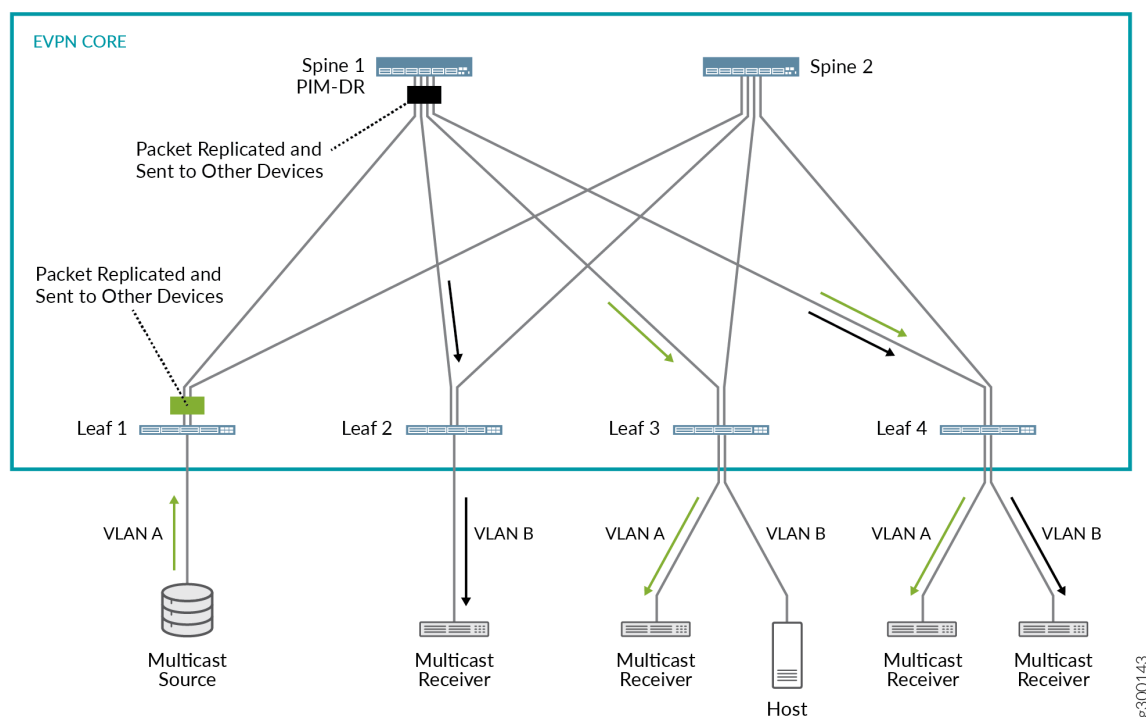 EVPN CORE
Spine 1
PIM-DR
Spine 2
Packet Replicated and
Sent to Other Devices
Packet Replicated and
Sent to Other Devices
Leaf 1
Leaf 2
Leaf 3
Leaf 4
VLAN A
VLAN B
VLAN A
VLAN B
VLAN A
VLAN B
Multicast
Source
Multicast
Receiver
Multicast
Receiver
Host
Multicast
Receiver
Multicast
Receiver
g300143